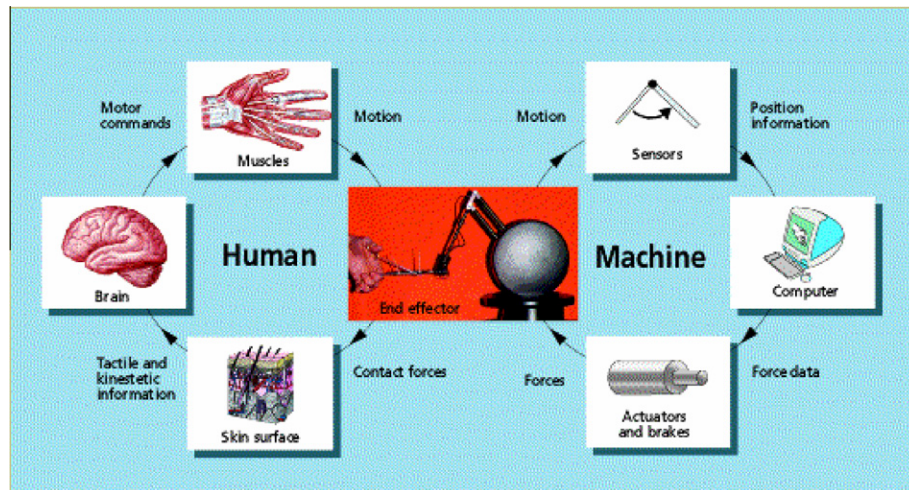 Motor
commands
Muscles
Motion
Motion
Sensors
Position
information
Brain
Human
End effector
Machine
Computer
Tactile and
kinestetic
information
Skin surface
Contact forces
Forces
Actuators
and brakes
Force data